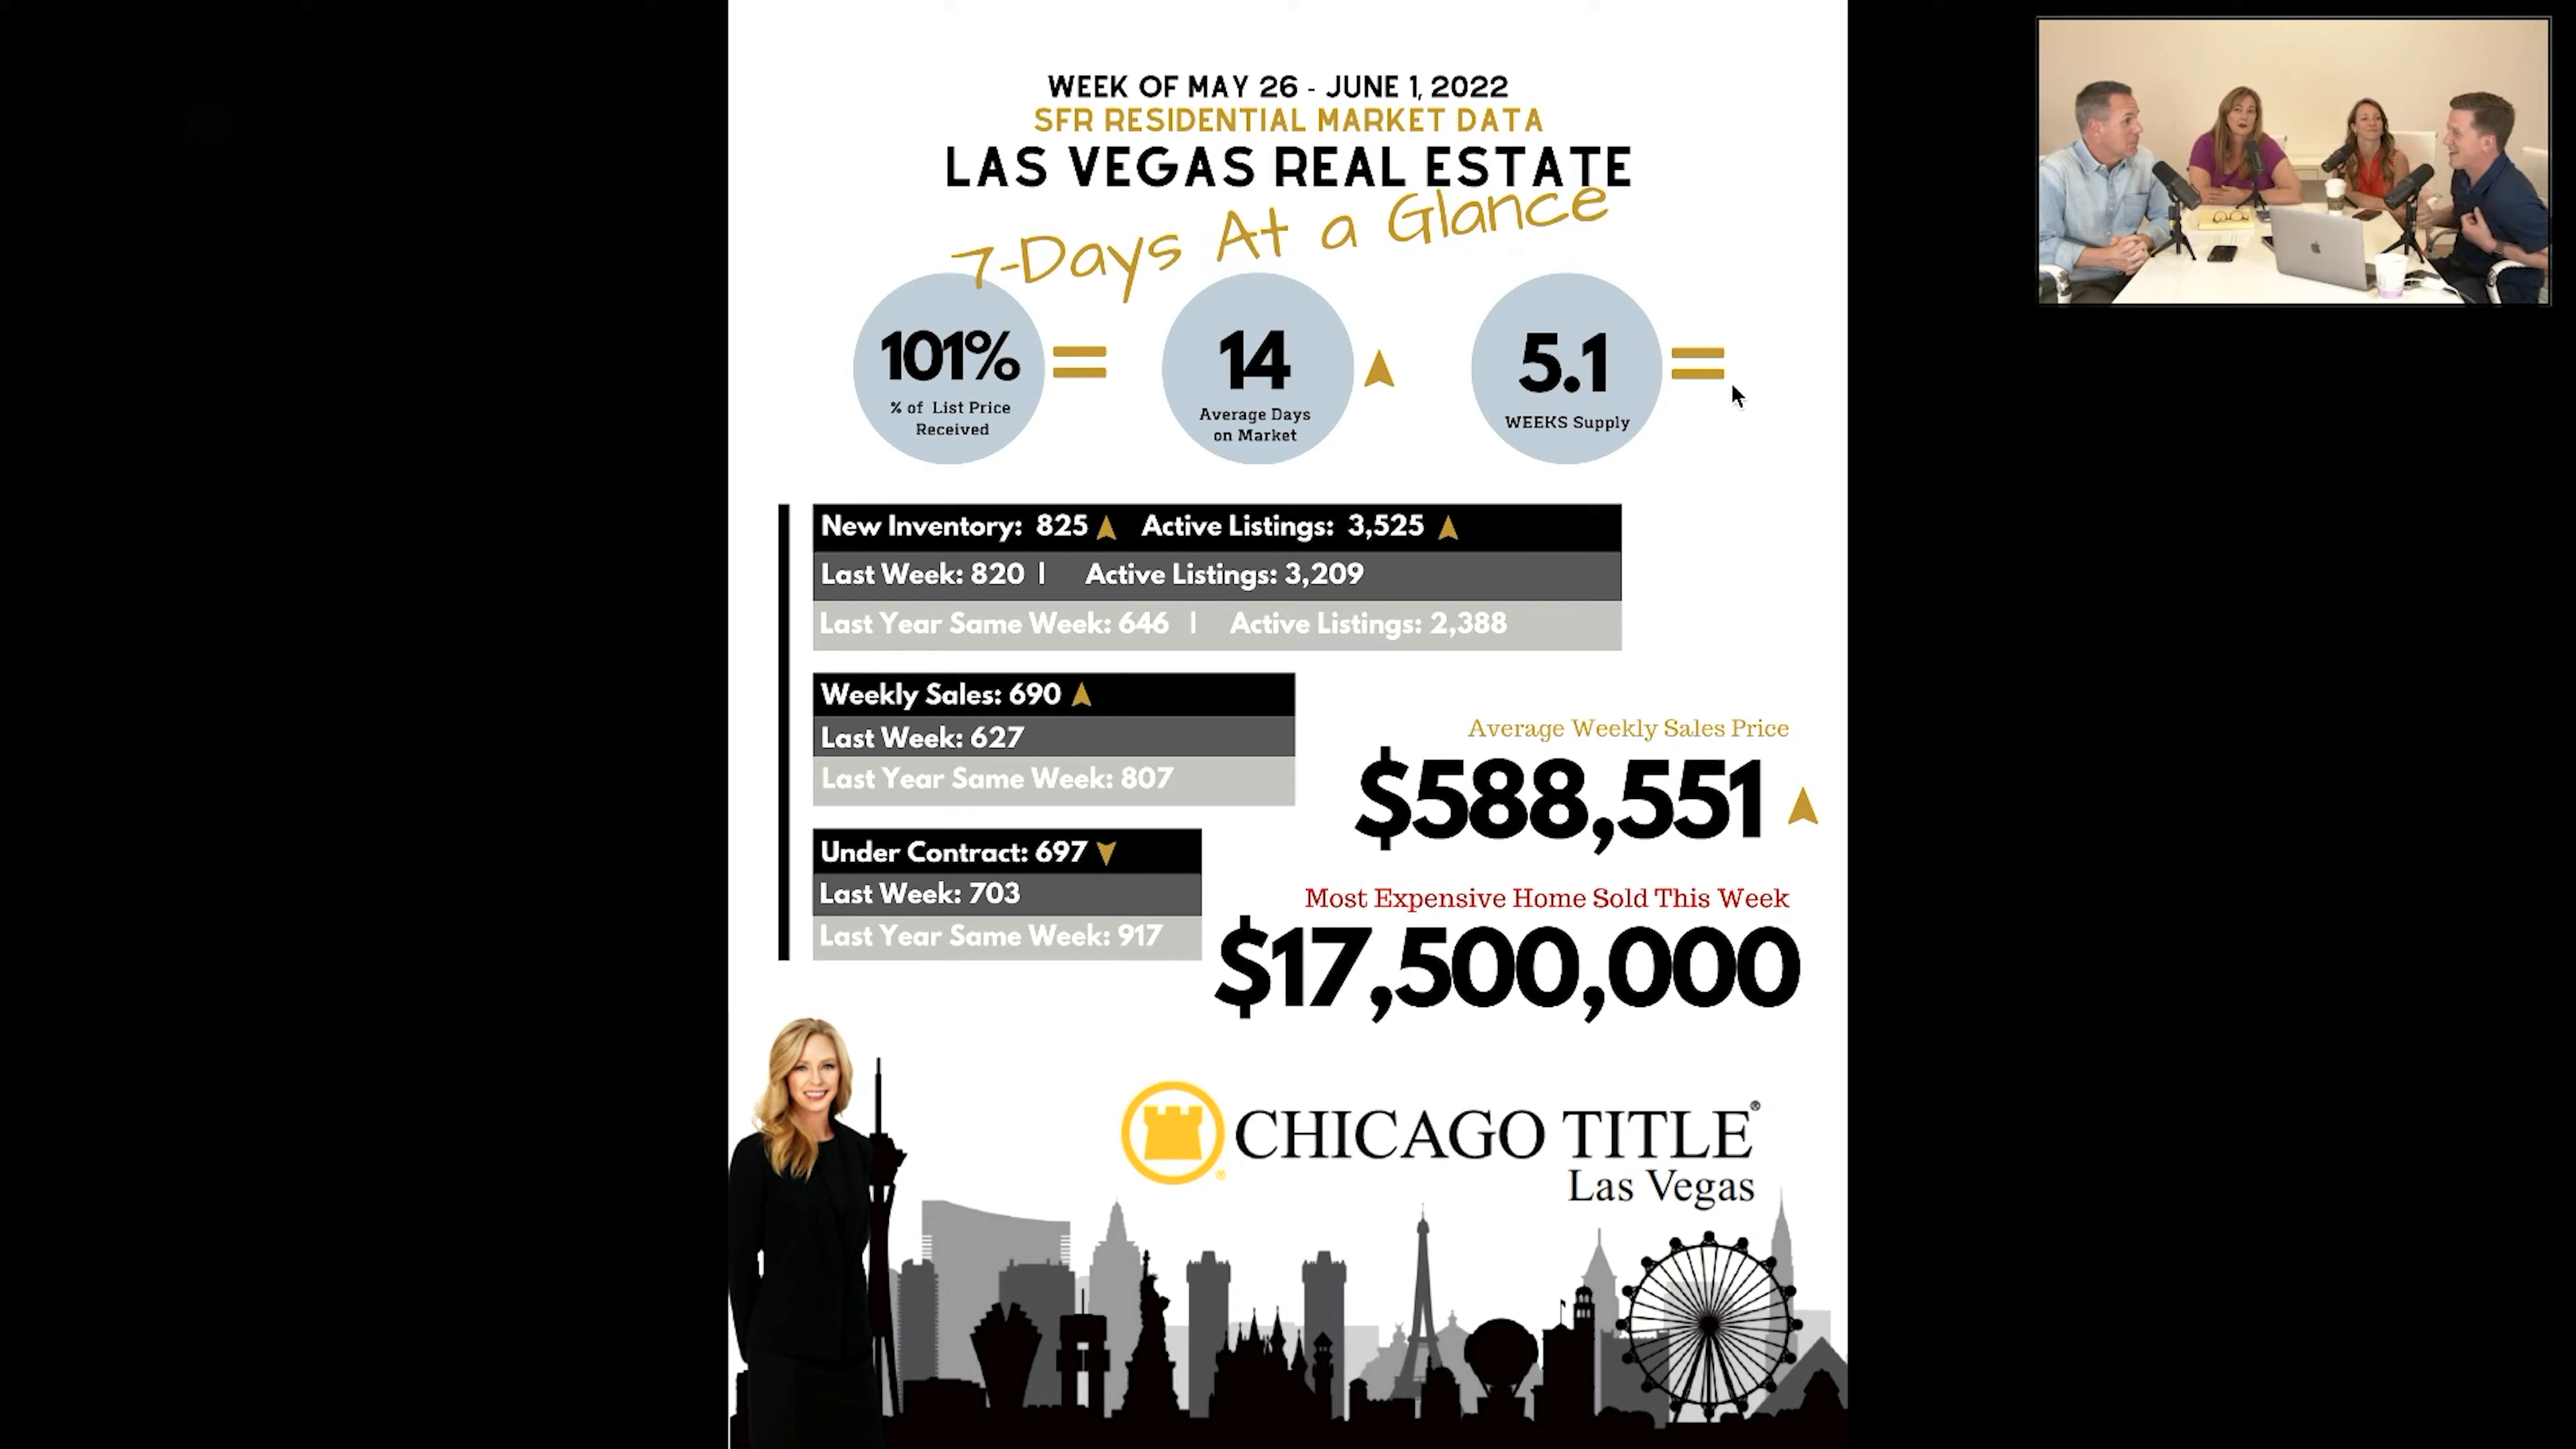 WEEK OF MAY 26 - JUNE 1, 2022
SFR RESIDENTIAL MARKET DATA
LAS VEGAS REAL ESTATE
7-Days At a Glance
101%
% of List Price
Received
14
Average Days
on Market
5.1
WEEKS Supply
New Inventory: 825 Active Listings: 3,525
Last Week: 820 | Active Listings: 3,209
Last Year Same Week: 646 | Active Listings: 2,388
Weekly Sales: 690
Last Week: 627
Last Year Same Week: 807
Average Weekly Sales Price
$588,551
Under Contract: 697
Last Week: 703
Last Year Same Week: 917
Most Expensive Home Sold This Week
$17,500,000
CHICAGO TITLE®
Las Vegas